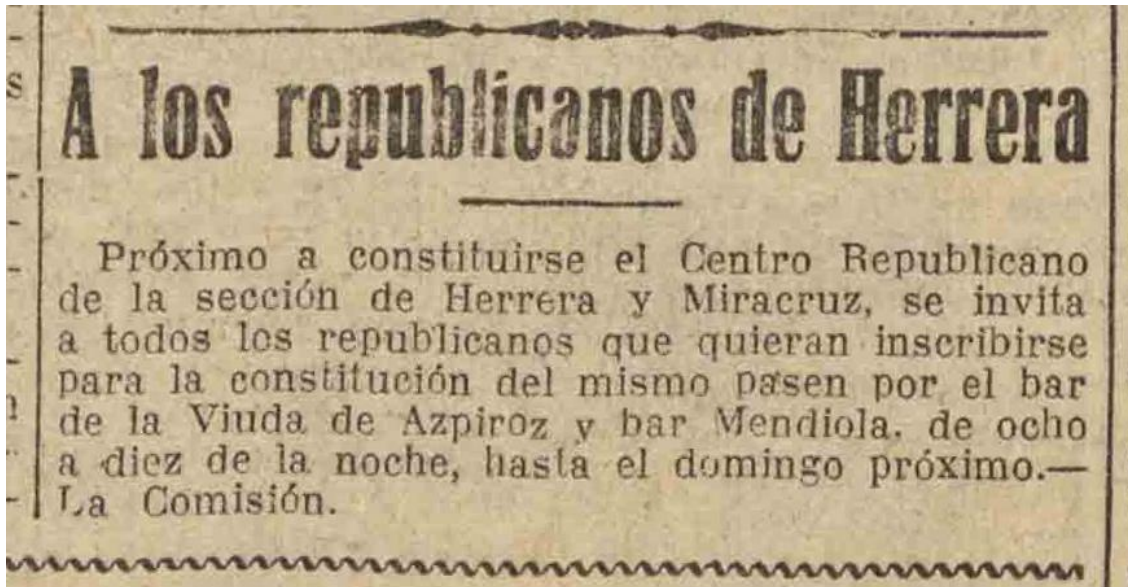 A los republicanos de Herrera
Próximo a constituirse el Centro Republicano
de la sección de Herrera y Miracruz, se invita
a todos los republicanos que quieran inscribirse
para la constitución del mismo pasen por el bar
de la Viuda de Azpiroz y bar Mendiola, de ocho
a diez de la noche, hasta el domingo próximo.—
La Comisión.